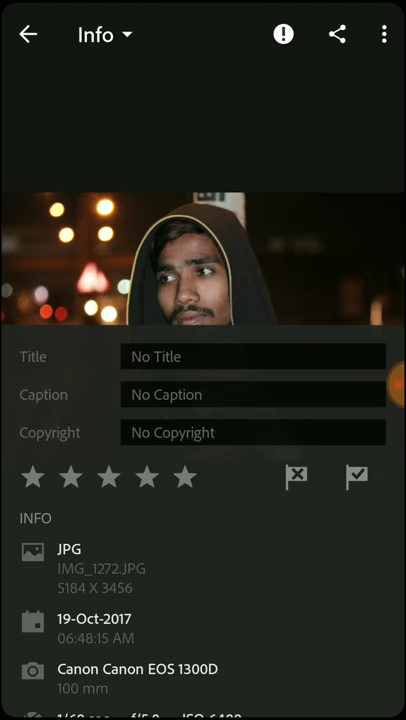 Info
Title
No Title
Caption
No Caption
Copyright
No Copyright
INFO
JPG
IMG_1272.JPG
5184 X 3456
19-Oct-2017
06:48:15 AM
Canon Canon EOS 1300D
100 mm